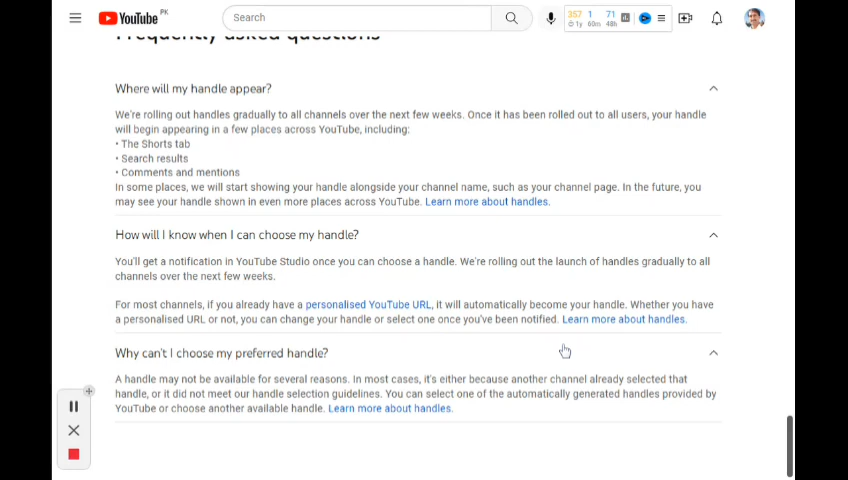 YouTube PK
Search
357 1 71
1y 60m 48h
Frequently asked questions
Where will my handle appear?
We're rolling out handles gradually to all channels over the next few weeks. Once it has been rolled out to all users, your handle
will begin appearing in a few places across YouTube, including:
• The Shorts tab
• Search results
• Comments and mentions
In some places, we will start showing your handle alongside your channel name, such as your channel page. In the future, you
may see your handle shown in even more places across YouTube. Learn more about handles.
How will I know when I can choose my handle?
You'll get a notification in YouTube Studio once you can choose a handle. We're rolling out the launch of handles gradually to all
channels over the next few weeks.
For most channels, if you already have a personalised YouTube URL, it will automatically become your handle. Whether you have
a personalised URL or not, you can change your handle or select one once you've been notified. Learn more about handles.
Why can't I choose my preferred handle?
A handle may not be available for several reasons. In most cases, it's either because another channel already selected that
handle, or it did not meet our handle selection guidelines. You can select one of the automatically generated handles provided by
YouTube or choose another available handle. Learn more about handles.